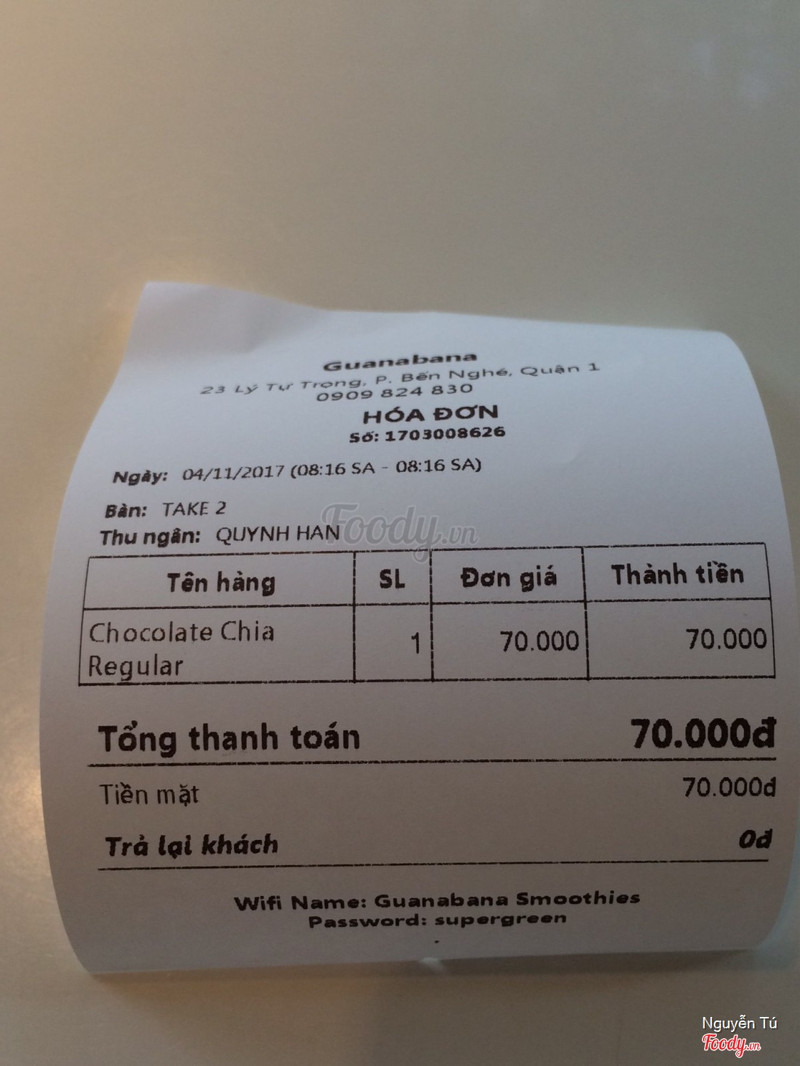 Guanabana
23 Lý Tự Trọng, P. Bến Nghé, Quận 1
0909 824 830
HÓA ĐƠN
Số: 1703008626
Ngày: 04/11/2017 (08:16 SA - 08:16 SA)
Bàn: TAKE 2
Thu ngân: QUYNH HAN
Foody.vn
Tên hàng SL Đơn giá Thành tiền
Chocolate Chia 1 70.000 70.000
Regular
Tổng thanh toán 70.000đ
Tiền mặt 70.000đ
Trả lại khách 0đ
Wifi Name: Guanabana Smoothies
Password: supergreen
Nguyễn Tú
Foody.vn